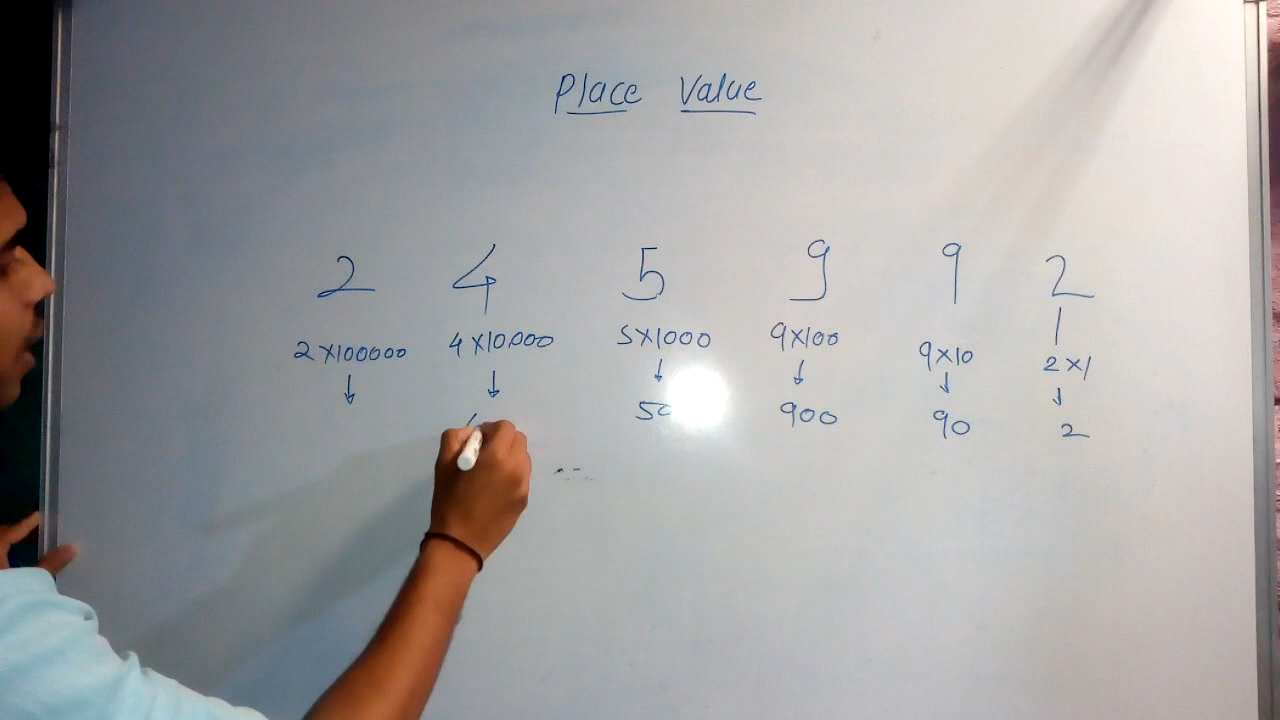 Place Value
2 4 5 9 9 2
2×100000 4×10,000 5×1000 9×100 9×10 2×1
↓ ↓ ↓ ↓ ↓ ↓
900 90 2